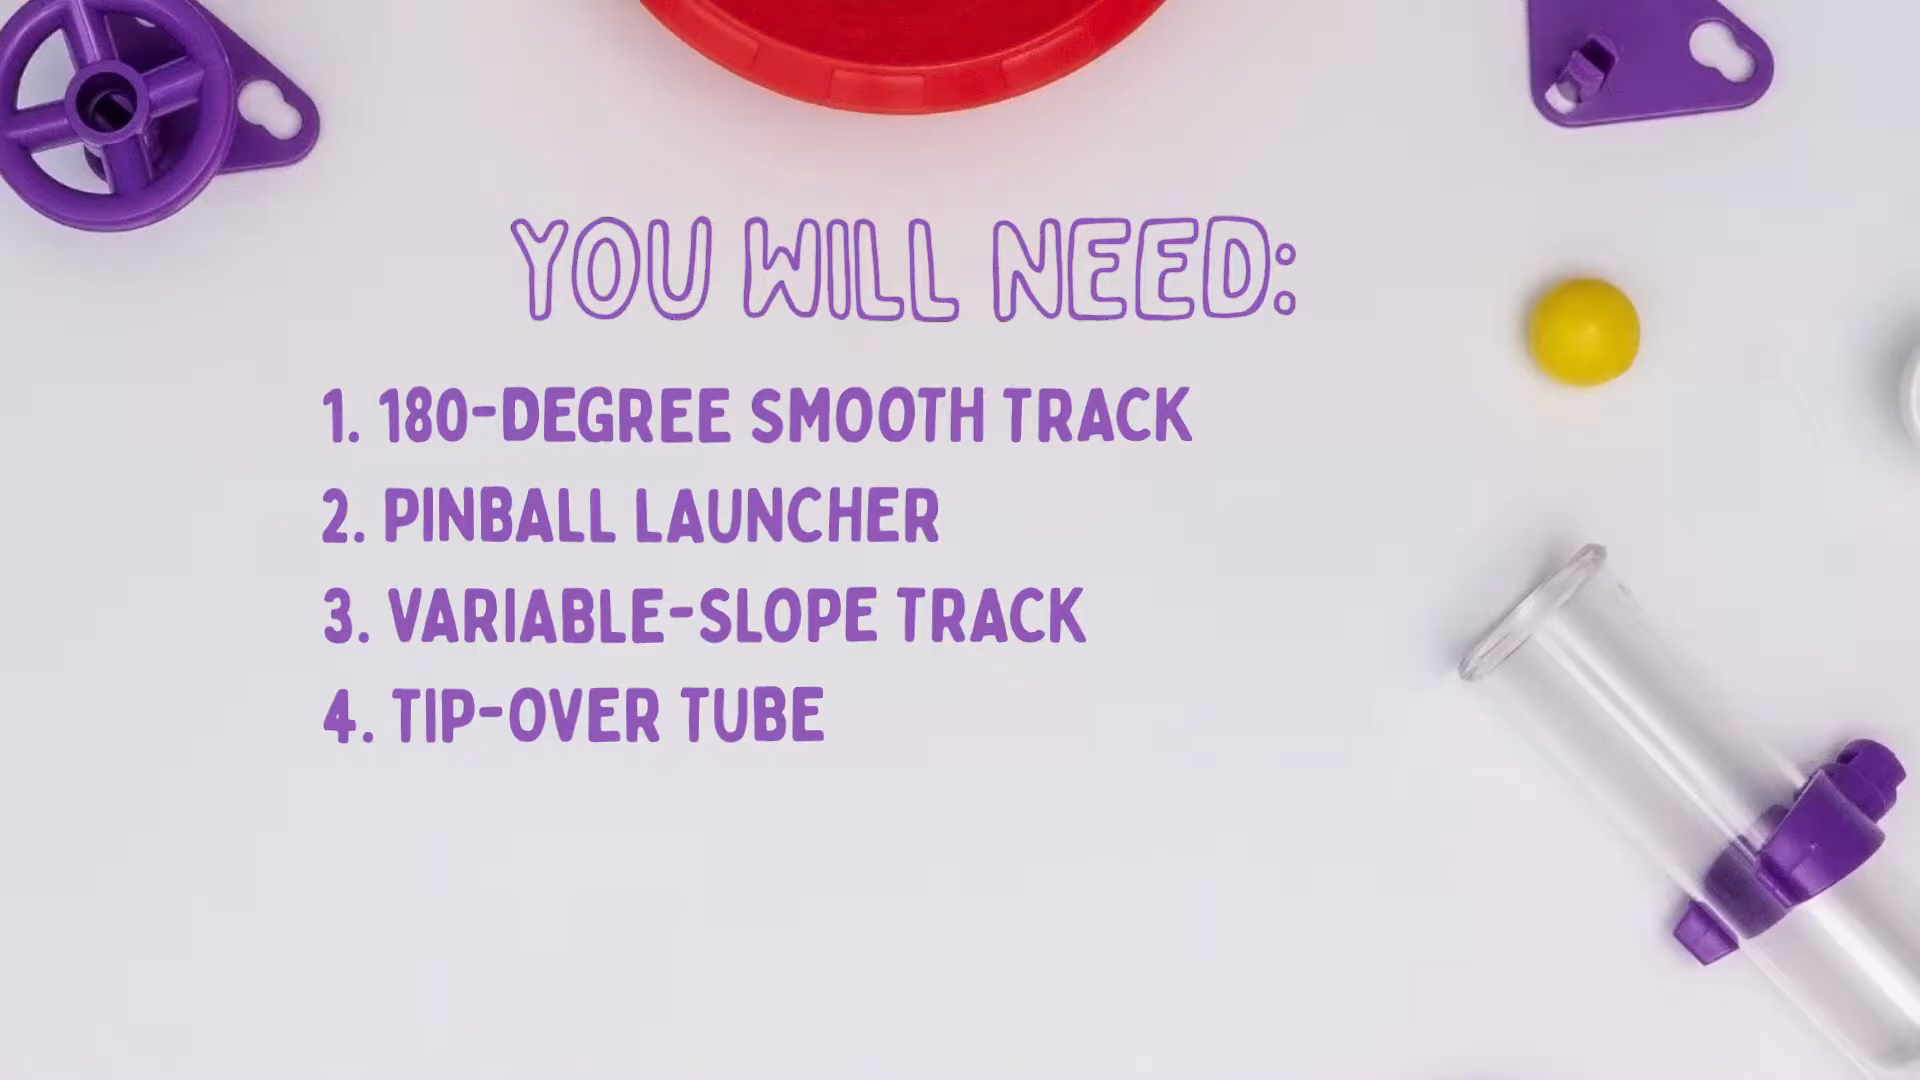 YOU WILL NEED:
1. 180-DEGREE SMOOTH TRACK
2. PINBALL LAUNCHER
3. VARIABLE-SLOPE TRACK
4. TIP-OVER TUBE